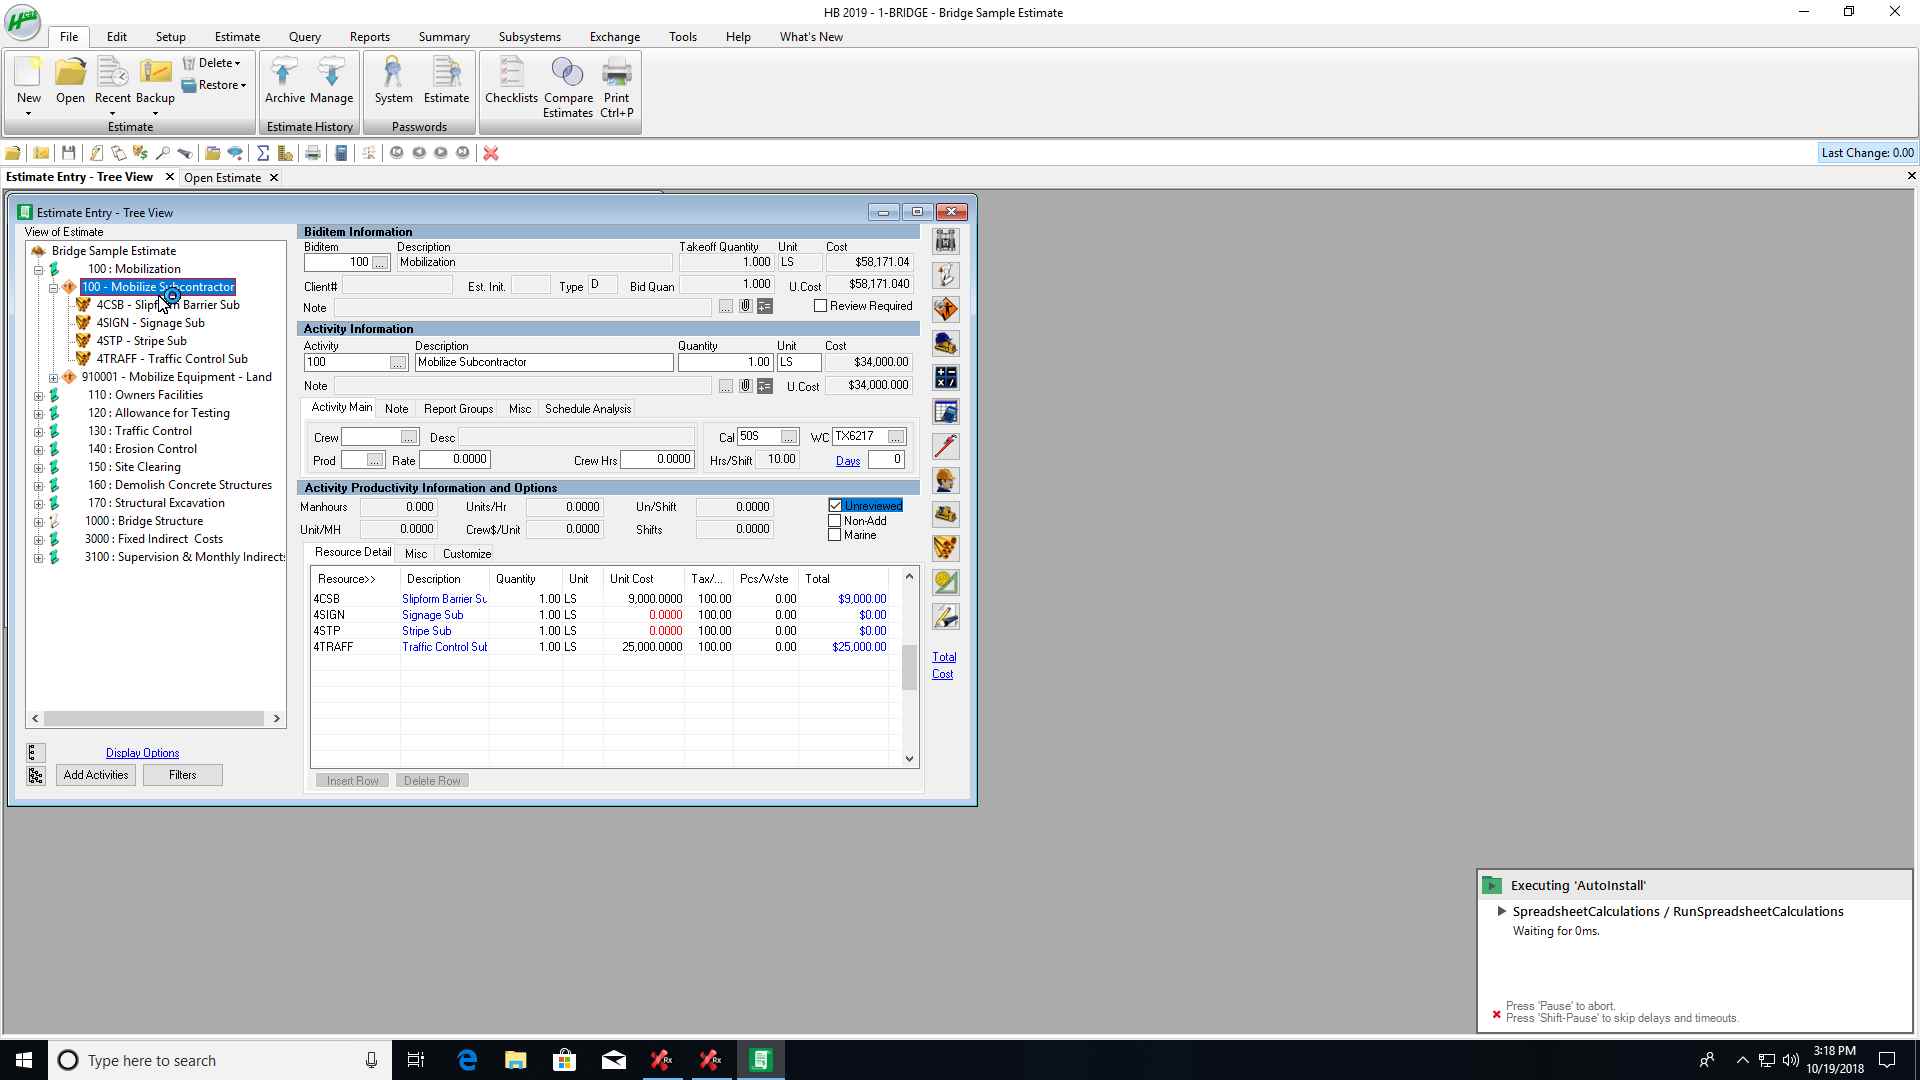 HB 2019 - 1-BRIDGE - Bridge Sample Estimate
File Edit Setup Estimate Query Reports Summary Subsystems Exchange Tools Help What's New
New Open Recent Backup Delete Restore
Estimate
Archive Manage
Estimate History
System Estimate
Passwords
Checklists Compare Estimates Print Ctrl+P
Last Change: 0.00
Estimate Entry - Tree View Open Estimate
Estimate Entry - Tree View
View of Estimate
Bridge Sample Estimate
100 : Mobilization
100 - Mobilize Subcontractor
4CSB - Slipform Barrier Sub
4SIGN - Signage Sub
4STP - Stripe Sub
4TRAFF - Traffic Control Sub
910001 - Mobilize Equipment - Land
110 : Owners Facilities
120 : Allowance for Testing
130 : Traffic Control
140 : Erosion Control
150 : Site Clearing
160 : Demolish Concrete Structures
170 : Structural Excavation
1000 : Bridge Structure
3000 : Fixed Indirect Costs
3100 : Supervision & Monthly Indirects
Display Options
Add Activities Filters
Biditem Information
Biditem Description Takeoff Quantity Unit Cost
100 ... Mobilization 1.000 LS $58,171.04
Client# Est. Init. Type D Bid Quan 1.000 U.Cost $58,171.040
Note ... Review Required
Activity Information
Activity Description Quantity Unit Cost
100 ... Mobilize Subcontractor 1.00 LS $34,000.00
Note ... U.Cost $34,000.000
Activity Main Note Report Groups Misc Schedule Analysis
Crew ... Desc Cal 50S ... WC TX6217 ...
Prod ... Rate 0.0000 Crew Hrs 0.0000 Hrs/Shift 10.00 Days 0
Activity Productivity Information and Options
Manhours 0.000 Units/Hr 0.0000 Un/Shift 0.0000 Unreviewed
Non-Add
Unit/MH 0.0000 Crew$/Unit 0.0000 Shifts 0.0000 Marine
Resource Detail Misc Customize
Resource>> Description Quantity Unit Unit Cost Tax/... Pcs/Wste Total
4CSB Slipform Barrier Su 1.00 LS 9,000.0000 100.00 0.00 $9,000.00
4SIGN Signage Sub 1.00 LS 0.0000 100.00 0.00 $0.00
4STP Stripe Sub 1.00 LS 0.0000 100.00 0.00 $0.00
4TRAFF Traffic Control Sub 1.00 LS 25,000.0000 100.00 0.00 $25,000.00
Insert Row Delete Row
Total
Cost
Executing 'AutoInstall'
SpreadsheetCalculations / RunSpreadsheetCalculations
Waiting for 0ms.
Press 'Pause' to abort.
Press 'Shift-Pause' to skip delays and timeouts.
Type here to search
3:18 PM
10/19/2018